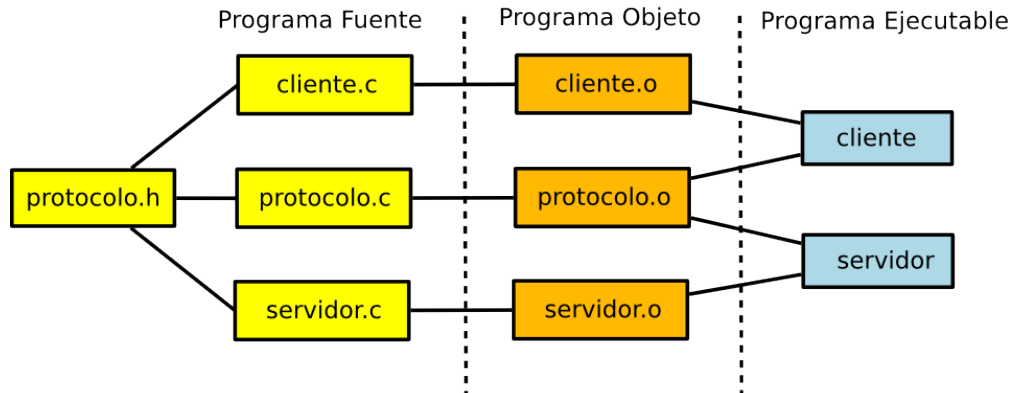 Programa Fuente
Programa Objeto
Programa Ejecutable
cliente.c
cliente.o
cliente
protocolo.h
protocolo.c
protocolo.o
servidor
servidor.c
servidor.o